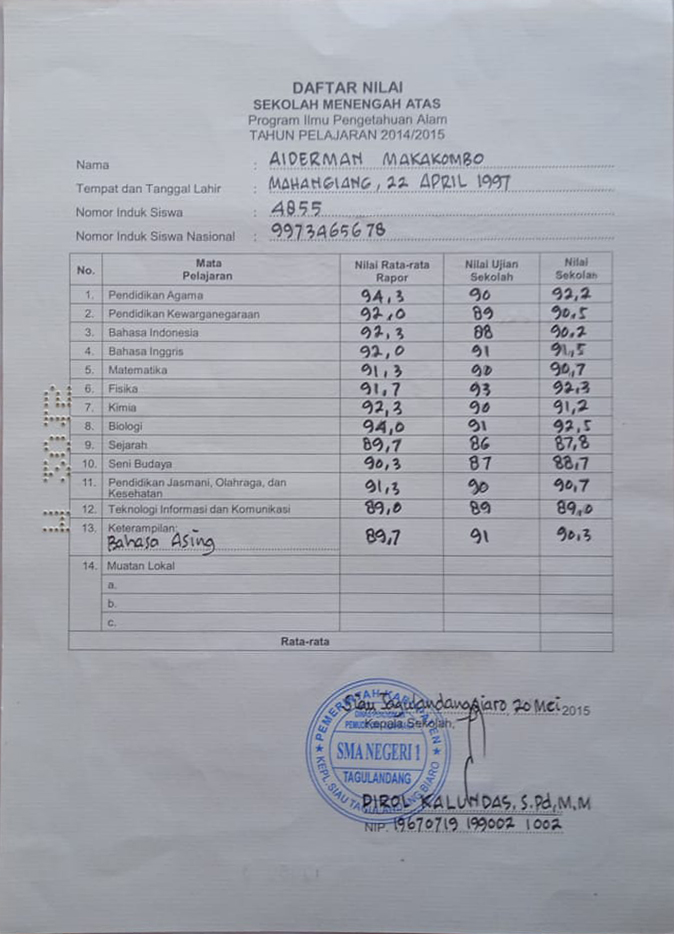 DAFTAR NILAI
SEKOLAH MENENGAH ATAS
Program Ilmu Pengetahuan Alam
TAHUN PELAJARAN 2014/2015
Nama : AIDERMAN MAKAKOMBO
Tempat dan Tanggal Lahir : MAHANGIANG, 22 APRIL 1997
Nomor Induk Siswa : 4855
Nomor Induk Siswa Nasional : 9973465678
No. Mata Pelajaran Nilai Rata-rata Rapor Nilai Ujian Sekolah Nilai Sekolah
1. Pendidikan Agama 94,3 90 92,2
2. Pendidikan Kewarganegaraan 92,0 89 90,5
3. Bahasa Indonesia 92,3 88 90,2
4. Bahasa Inggris 92,0 91 91,5
5. Matematika 91,3 90 90,7
6. Fisika 91,7 93 92,3
7. Kimia 92,3 90 91,2
8. Biologi 94,0 91 92,5
9. Sejarah 89,7 86 87,8
10. Seni Budaya 90,3 87 88,7
11. Pendidikan Jasmani, Olahraga, dan Kesehatan 91,3 90 90,7
12. Teknologi Informasi dan Komunikasi 89,0 89 89,0
13. Keterampilan:
Bahasa Asing 89,7 91 90,3
14. Muatan Lokal
a.
b.
c.
Rata-rata
Siau Tagulandang Biaro 20 Mei 2015
Kepala Sekolah,
PEMERINTAH KABUPATEN
SMA NEGERI 1
TAGULANDANG
KEPL. SIAU TAGULANDANG BIARO
DIROL KALUNDAS, S.Pd, M.M
NIP. 19670719 199002 1002